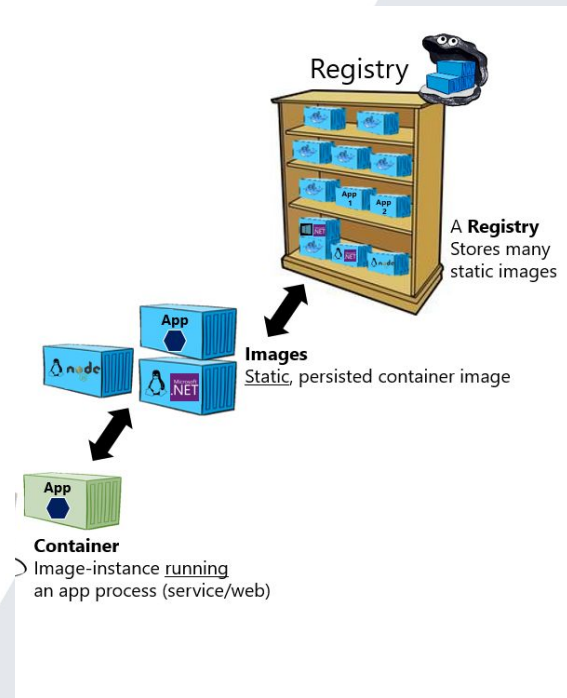 Registry
App
1
App
2
.NET
.NET
node
A Registry
Stores many
static images
App
node
Microsoft
.NET
Images
Static, persisted container image
App
Container
Image-instance running
an app process (service/web)